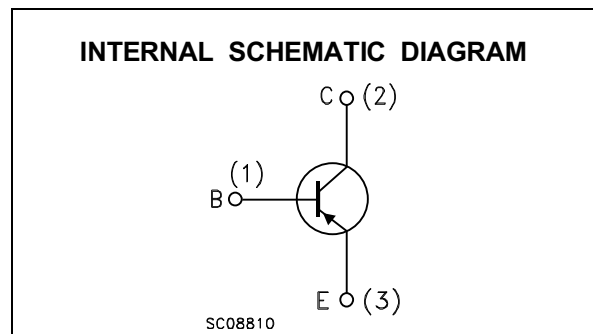 INTERNAL SCHEMATIC DIAGRAM
C (2)
(1)
B
E (3)
SC08810